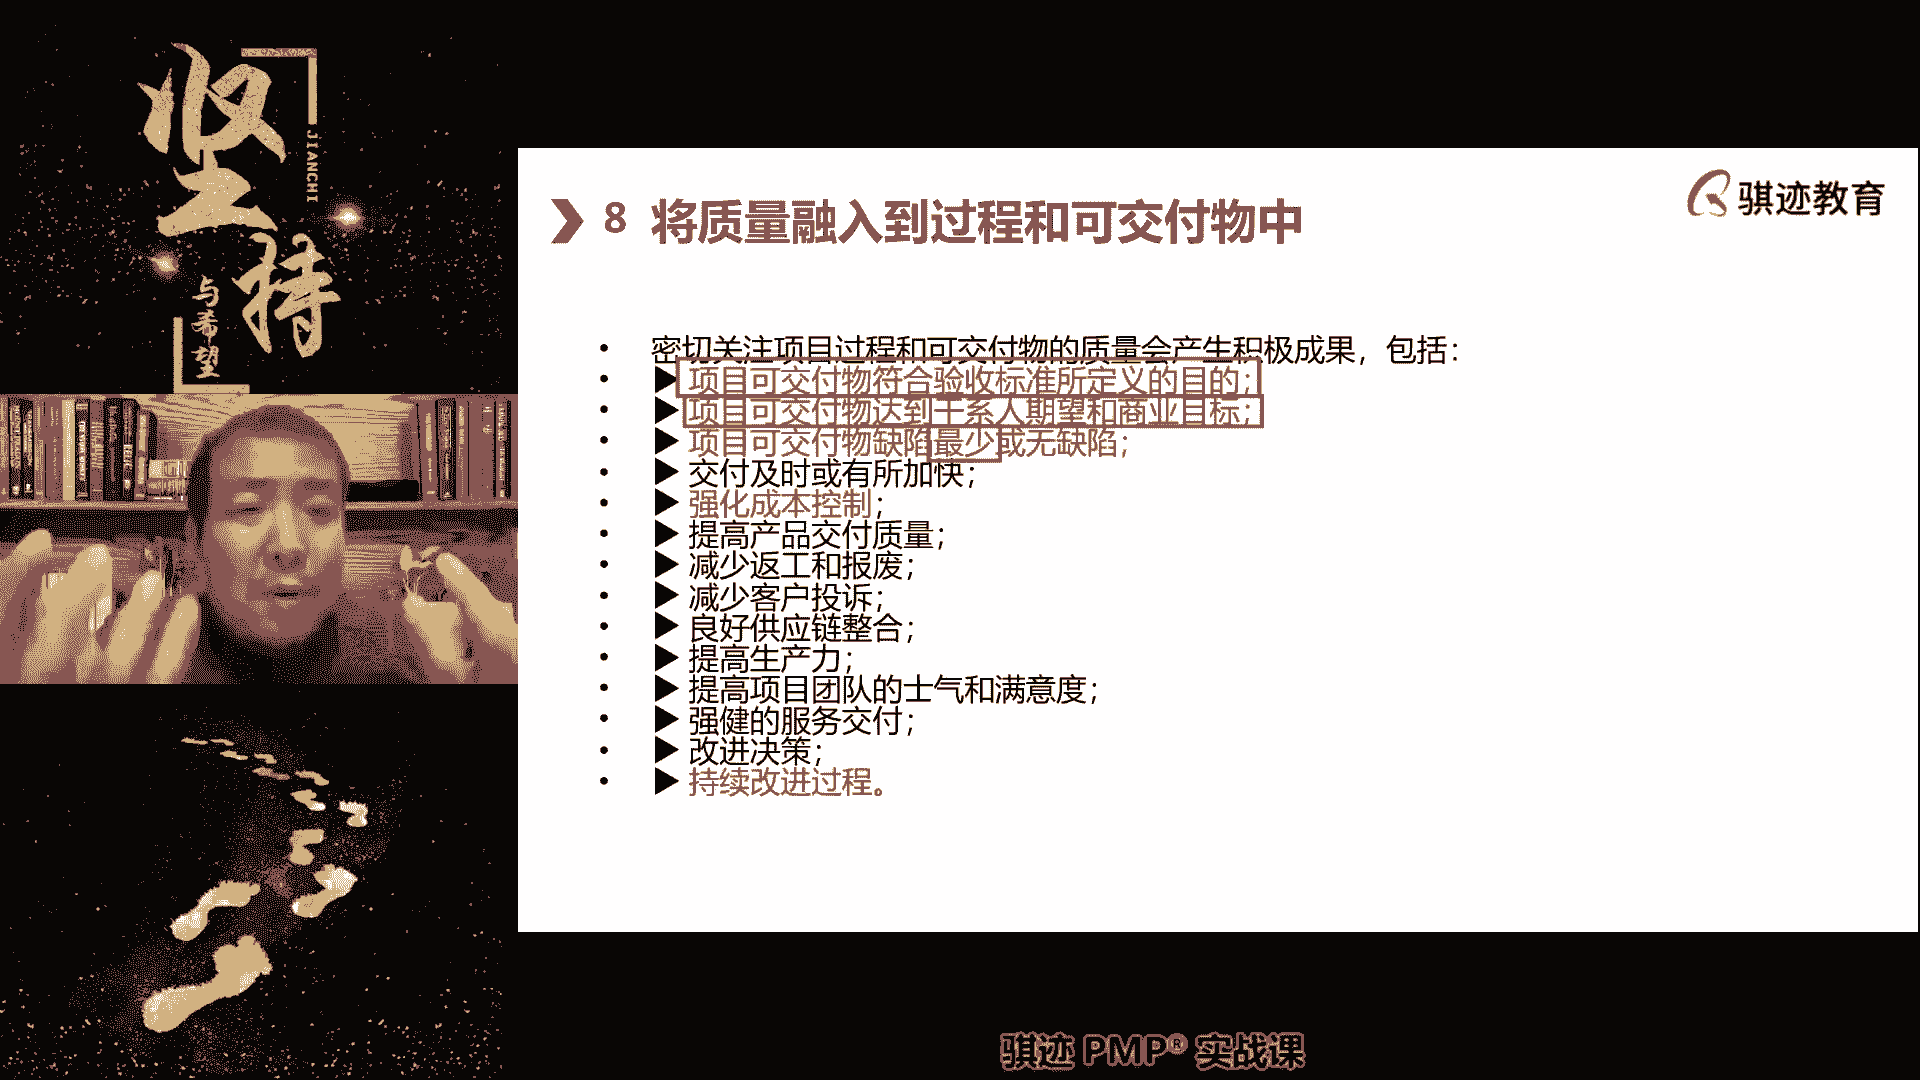 坚持
JIANCHI
与希望
骐迹教育
8 将质量融入到过程和可交付物中
• 密切关注项目过程和可交付物的质量会产生积极成果，包括：
• ▶ 项目可交付物符合验收标准所定义的目的；
• ▶ 项目可交付物达到干系人期望和商业目标；
• ▶ 项目可交付物缺陷最少或无缺陷；
• ▶ 交付及时或有所加快；
• ▶ 强化成本控制；
• ▶ 提高产品交付质量；
• ▶ 减少返工和报废；
• ▶ 减少客户投诉；
• ▶ 良好供应链整合；
• ▶ 提高生产力；
• ▶ 提高项目团队的士气和满意度；
• ▶ 强健的服务交付；
• ▶ 改进决策；
• ▶ 持续改进过程。
骐迹 PMP® 实战课